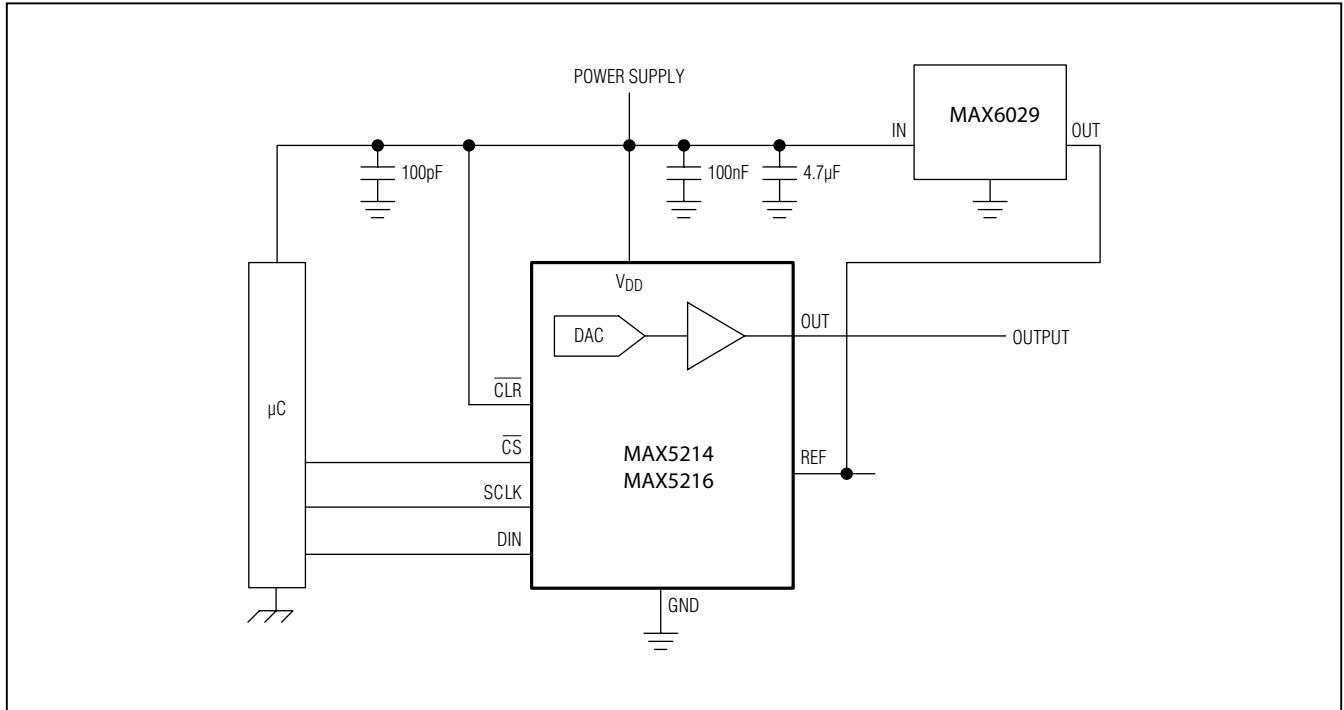 POWER SUPPLY
MAX6029
IN
OUT
100pF
100nF
4.7µF
VDD
DAC
OUT
OUTPUT
CLR
µC
CS
MAX5214
MAX5216
REF
SCLK
DIN
GND